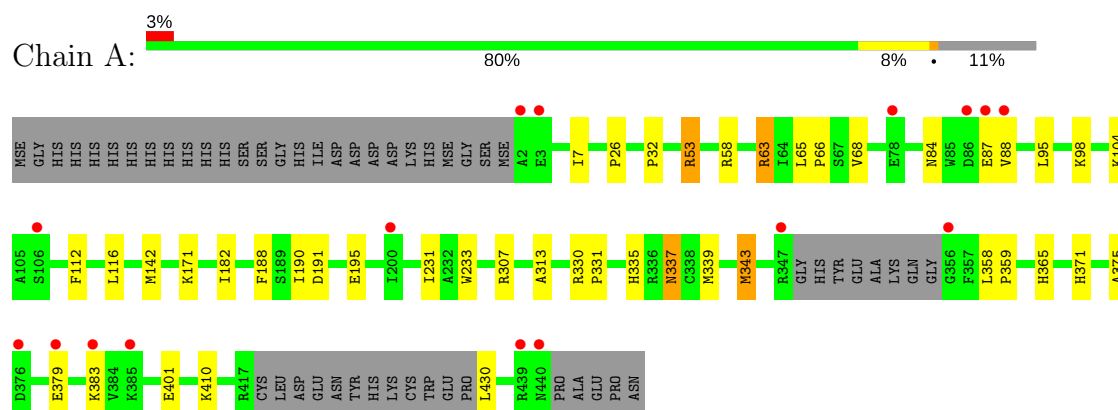 3%
Chain A:
80% 8% • 11%
MSE GLY HIS HIS HIS HIS HIS HIS HIS HIS HIS HIS SER SER GLY HIS ILE ASP ASP ASP ASP LYS HIS MSE GLY SER MSE A2 E3 I7 P26 P32 R53 R58 R63 I64 L65 P66 S67 V68 E78 N84 W85 D86 E87 V88 L95 K98 K104
A105 S106 F112 L116 M142 K171 I182 F188 S189 I190 D191 E195 I200 I231 A232 W233 R307 A313 R330 P331 H335 R336 N337 C338 M339 M343 R347 GLY HIS TYR GLU ALA LYS GLN GLY G356 F357 L358 P359 H365 H371 A375
D376 E379 K383 V384 K385 E401 K410 R417 CYS LEU ASP GLU ASN TYR HIS LYS CYS TRP GLU PRO L430 R439 N440 PRO ALA GLU PRO ASN